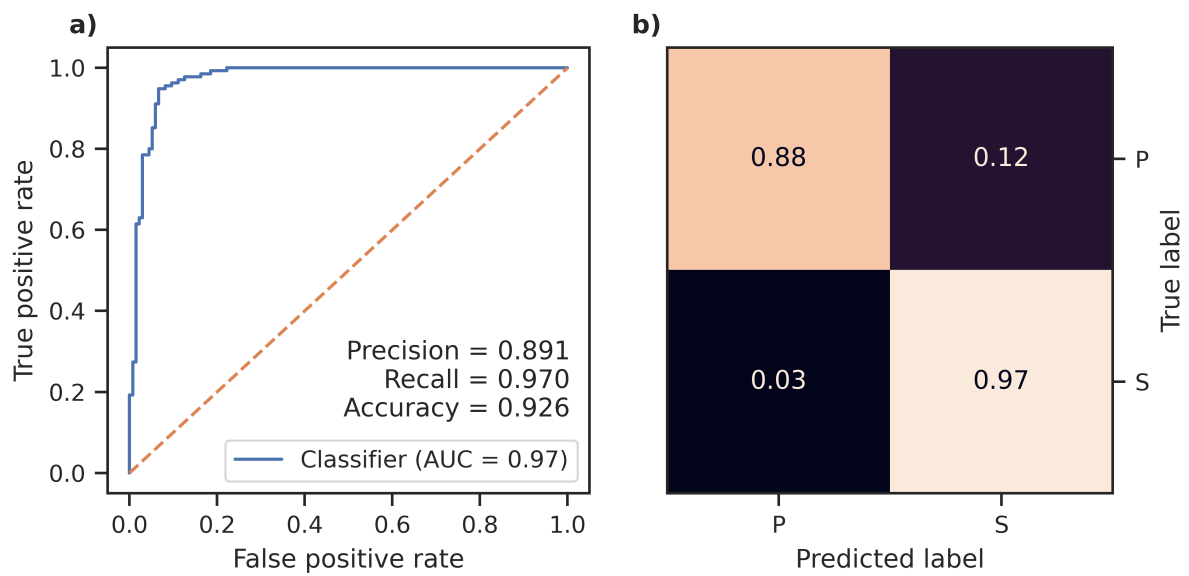 a)
1.0
0.8
0.6
0.4
0.2
0.0
True positive rate
Precision = 0.891
Recall = 0.970
Accuracy = 0.926
Classifier (AUC = 0.97)
0.0 0.2 0.4 0.6 0.8 1.0
False positive rate
b)
0.88 0.12
0.03 0.97
P
S
True label
P S
Predicted label